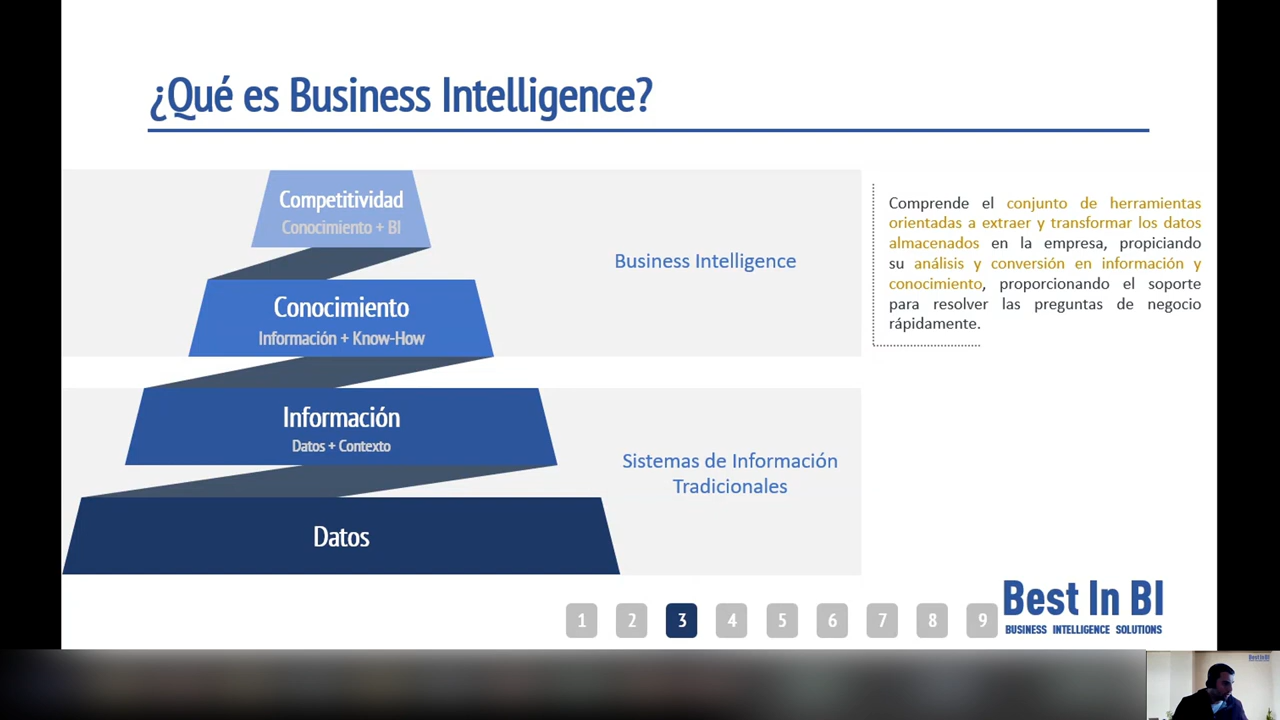 ¿Qué es Business Intelligence?
Competitividad
Conocimiento + BI
Conocimiento
Información + Know-How
Información
Datos + Contexto
Datos
Business Intelligence
Sistemas de Información
Tradicionales
Comprende el conjunto de herramientas
orientadas a extraer y transformar los datos
almacenados en la empresa, propiciando
su análisis y conversión en información y
conocimiento, proporcionando el soporte
para resolver las preguntas de negocio
rápidamente.
1 2 3 4 5 6 7 8 9
Best In BI
BUSINESS INTELLIGENCE SOLUTIONS
Best In BI